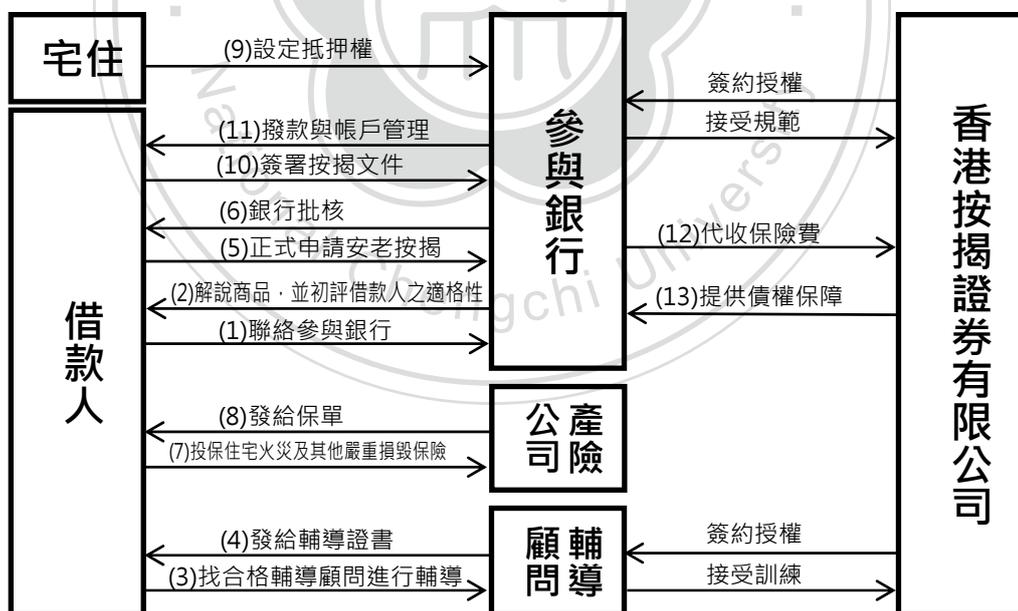 宅住
(9)設定抵押權
簽約授權
(11)撥款與帳戶管理
接受規範
(10)簽署按揭文件
參與銀行
(6)銀行批核
(5)正式申請安老按揭
(12)代收保險費
(2)解說商品，並初評借款人之適格性
(13)提供債權保障
(1)聯絡參與銀行
借款人
香港按揭證券有限公司
(8)發給保單
產險公司
(7)投保住宅火災及其他嚴重損毀保險
(4)發給輔導證書
簽約授權
輔導顧問
(3)找合格輔導顧問進行輔導
接受訓練
National Chengchi University